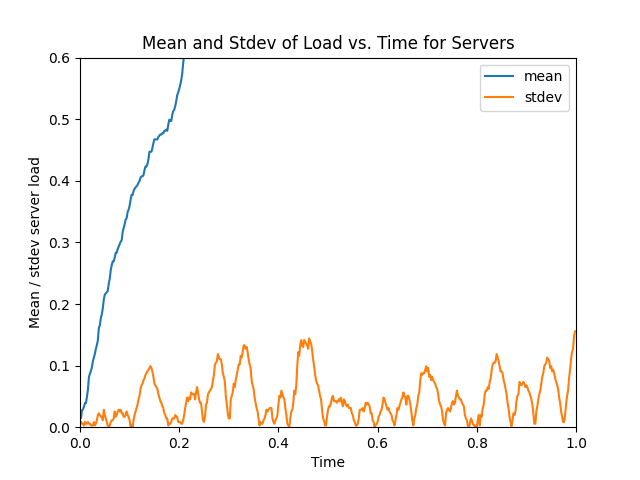 Mean and Stdev of Load vs. Time for Servers
mean
stdev
Mean / stdev server load
0.6
0.5
0.4
0.3
0.2
0.1
0.0
0.0 0.2 0.4 0.6 0.8 1.0
Time